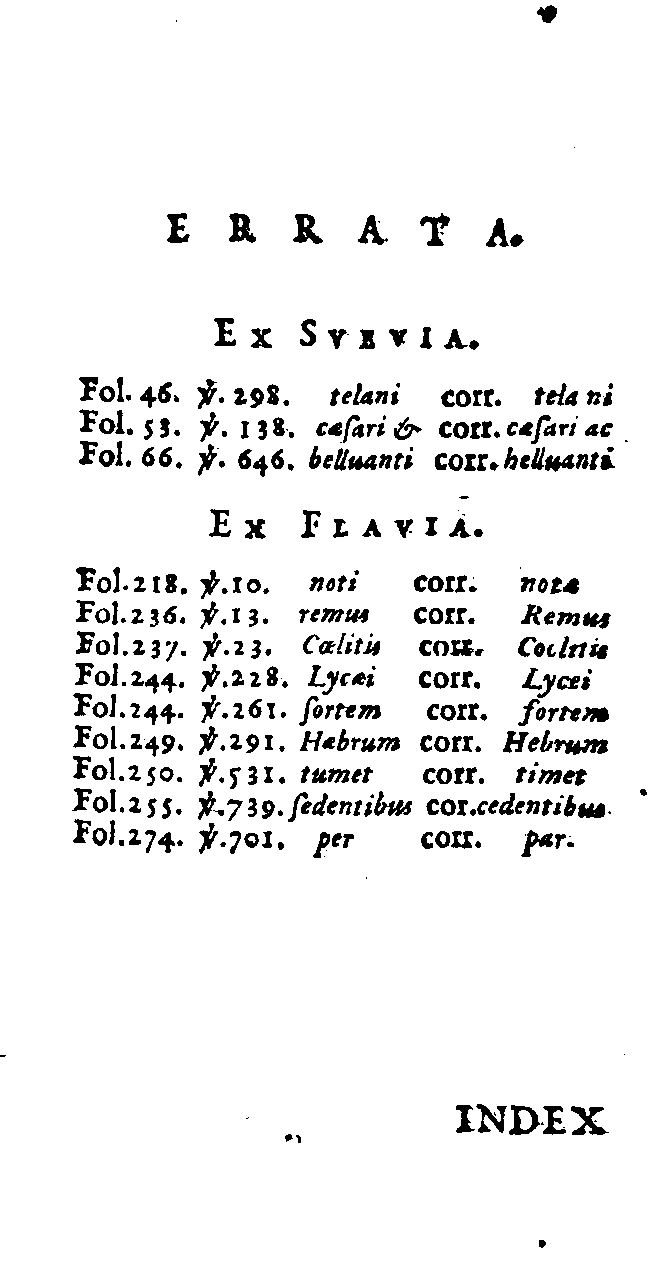 ERRATA.
Ex Svevia.
Fol. 46. ℣. 298. telani corr. tela ni
Fol. 53. ℣. 138. cæſari & corr. cæſari ac
Fol. 66. ℣. 646. belluanti corr. helluanti
Ex Flavia.
Fol. 218. ℣. 10. noti corr. notæ
Fol. 236. ℣. 13. remus corr. Remus
Fol. 237. ℣. 23. Cœlitis corr.
Fol. 244. ℣. 228. Lycæi corr. Lycei
Fol. 244. ℣. 261. ſortem corr. fortem
Fol. 249. ℣. 291. Hæbrum corr. Hebrum
Fol. 250. ℣. 531. tumet corr. timet
Fol. 255. ℣. 739. ſedentibus cor. cedentibus
Fol. 274. ℣. 701. per corr. par.
INDEX